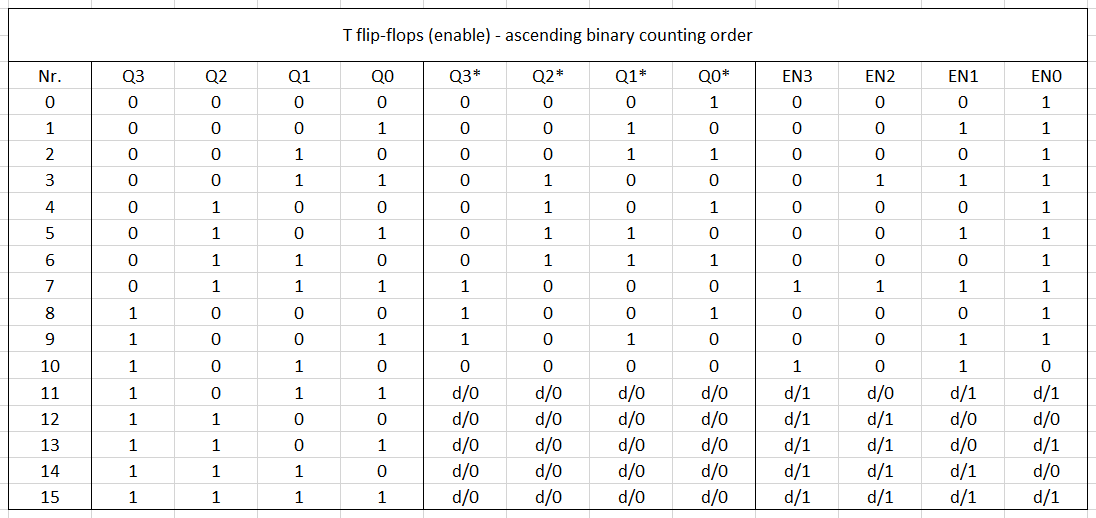 T flip-flops (enable) - ascending binary counting order
Nr. Q3 Q2 Q1 Q0 Q3* Q2* Q1* Q0* EN3 EN2 EN1 EN0
0 0 0 0 0 0 0 0 1 0 0 0 1
1 0 0 0 1 0 0 1 0 0 0 1 1
2 0 0 1 0 0 0 1 1 0 0 0 1
3 0 0 1 1 0 1 0 0 0 1 1 1
4 0 1 0 0 0 1 0 1 0 0 0 1
5 0 1 0 1 0 1 1 0 0 0 1 1
6 0 1 1 0 0 1 1 1 0 0 0 1
7 0 1 1 1 1 0 0 0 1 1 1 1
8 1 0 0 0 1 0 0 1 0 0 0 1
9 1 0 0 1 1 0 1 0 0 0 1 1
10 1 0 1 0 0 0 0 0 1 0 1 0
11 1 0 1 1 d/0 d/0 d/0 d/0 d/1 d/0 d/1 d/1
12 1 1 0 0 d/0 d/0 d/0 d/0 d/1 d/1 d/0 d/0
13 1 1 0 1 d/0 d/0 d/0 d/0 d/1 d/1 d/0 d/1
14 1 1 1 0 d/0 d/0 d/0 d/0 d/1 d/1 d/1 d/0
15 1 1 1 1 d/0 d/0 d/0 d/0 d/1 d/1 d/1 d/1